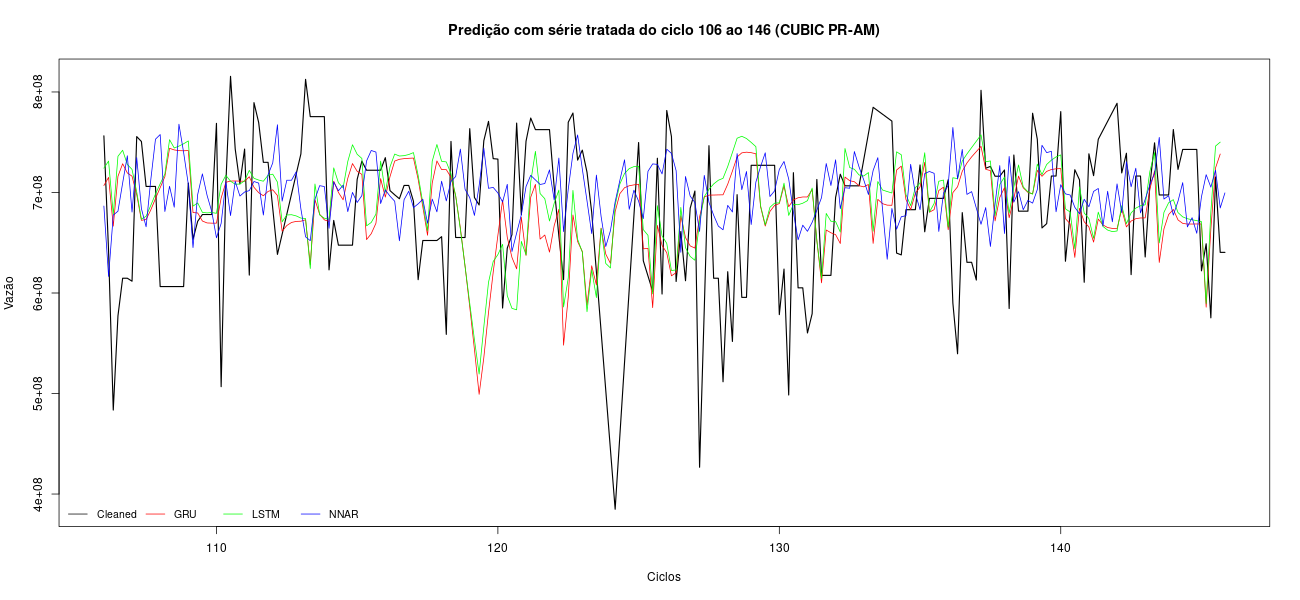 Predição com série tratada do ciclo 106 ao 146 (CUBIC PR-AM)
Vazão
8e+08
7e+08
6e+08
5e+08
4e+08
Cleaned GRU LSTM NNAR
110 120 130 140
Ciclos